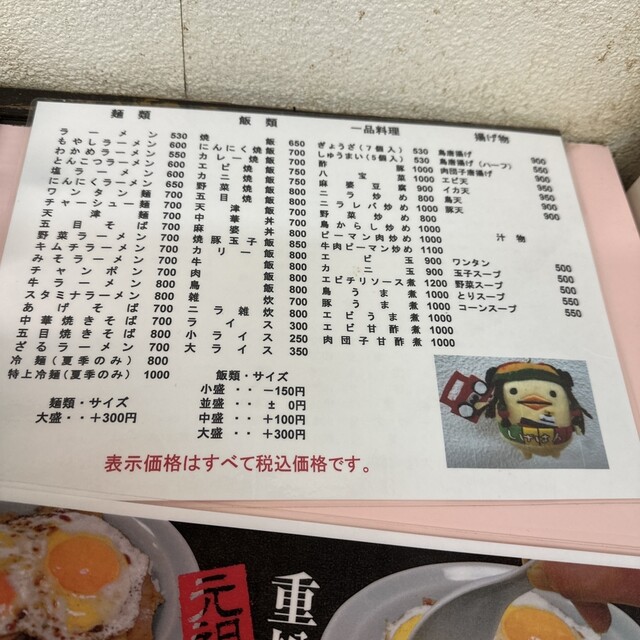 麺類
ラーメン 530
もやしラーメン 600
わかめラーメン 600
とんこつラーメン 550
塩ラーメン 600
にんにくラーメン 650
ワンタン麺 700
チャーシュー麺 700
天津麺 700
五目そば 700
野菜ラーメン 700
キムチラーメン 700
みそラーメン 700
チャンポン 700
牛ラーメン 800
スタミナラーメン 800
あげそば 700
中華焼きそば 700
五目焼きそば 800
ざるラーメン 700
冷麺(夏季のみ) 800
特上冷麺(夏季のみ) 1000
麺類・サイズ
大盛・・+300円
飯類
焼飯 650
にんにく焼飯 700
カレー焼飯 700
エビ焼飯 750
カニ焼飯 750
野菜焼飯 700
五目焼飯 800
天津飯 700
中華飯 700
麻婆丼 700
焼豚玉子丼 850
カリー飯 800
牛飯 800
肉飯 800
鳥飯 800
雑炊 700
ニラ雑炊 700
ライス 300
小ライス 250
大ライス 350
飯類・サイズ
小盛・・-150円
並盛・・± 0円
中盛・・+100円
大盛・・+300円
一品料理
ぎょうざ(7個入) 530
しゅうまい(5個入) 530
酢豚 1000
八宝菜 1000
麻婆豆腐 900
ニラ炒め 800
ニラレバ炒め 1000
野菜炒め 800
鳥からし炒め 1000
ピーマン肉炒め 1000
牛肉ピーマン炒め 1100
エビ玉 900
カニ玉 900
エビチリソース煮 1200
鳥うま煮 1000
豚うま煮 1000
エビうま煮 1000
エビ甘酢煮 1000
肉団子甘酢煮 1000
揚げ物
鳥唐揚げ 900
鳥唐揚げ(ハーフ) 550
肉団子唐揚げ
エビ天
イカ天 900
鳥天 900
豚天 900
汁物
ワンタン 500
玉子スープ 500
野菜スープ 500
とりスープ 550
コーンスープ 550
表示価格はすべて税込価格です。
元
重